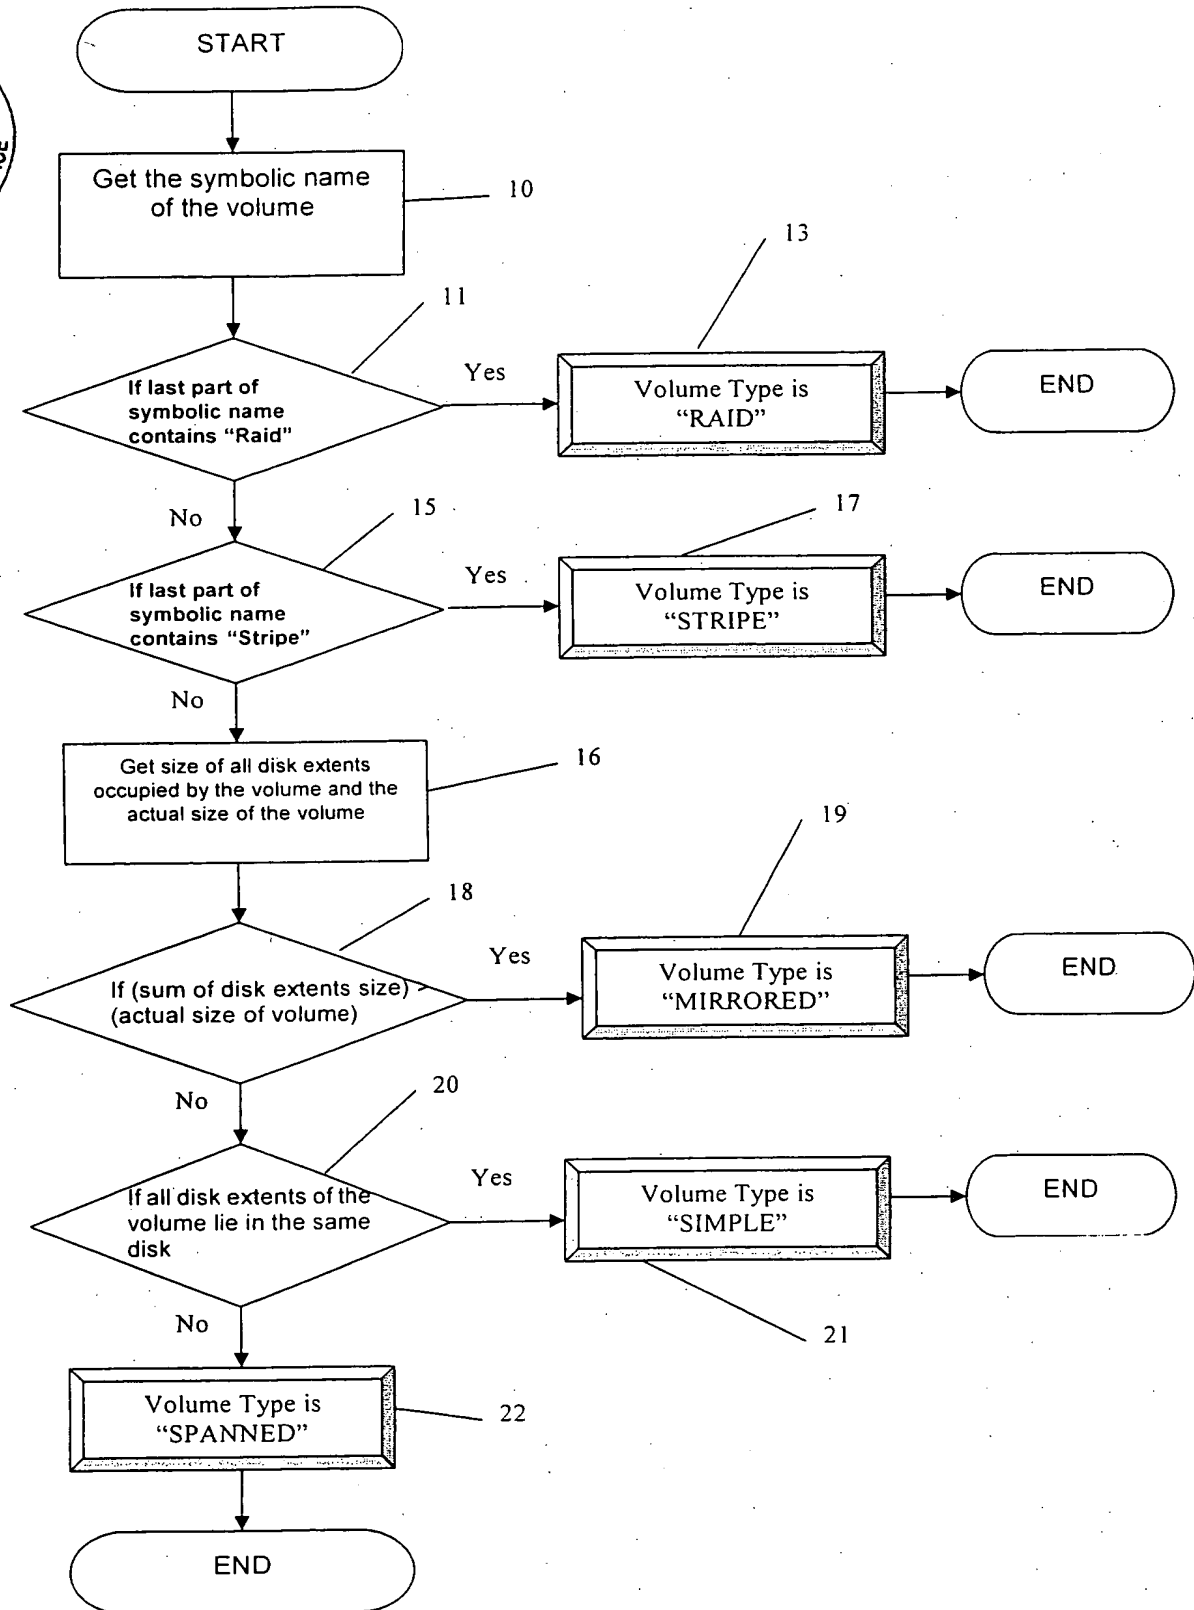 START
Get the symbolic name
of the volume
10
11
13
If last part of
symbolic name
contains “Raid”
Yes
Volume Type is
“RAID”
END
No
15
17
If last part of
symbolic name
contains “Stripe”
Yes
Volume Type is
“STRIPE”
END
No
Get size of all disk extents
occupied by the volume and the
actual size of the volume
16
18
19
If (sum of disk extents size)
(actual size of volume)
Yes
Volume Type is
“MIRRORED”
END
No
20
If all disk extents of the
volume lie in the same
disk
Yes
Volume Type is
“SIMPLE”
END
21
No
Volume Type is
“SPANNED”
22
END